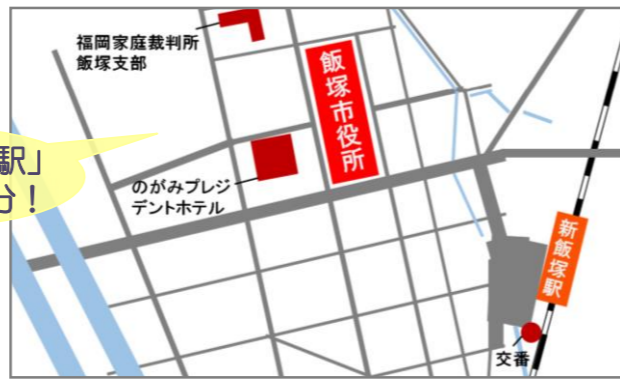 福岡家庭裁判所
飯塚支部
飯塚市役所
駅」
分！
のがみプレジ
デントホテル
新飯塚駅
交番